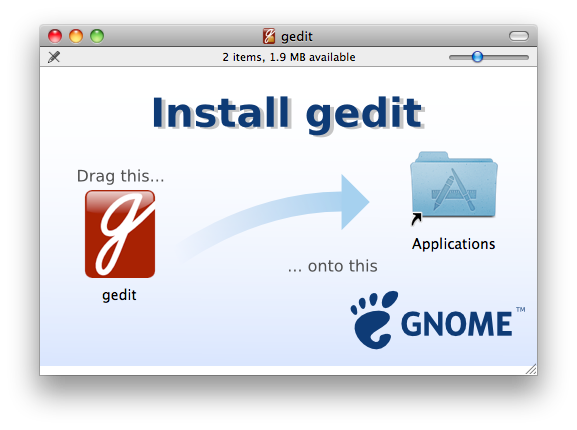 gedit
2 items, 1.9 MB available
Install gedit
Drag this...
Applications
... onto this
gedit
GNOME™